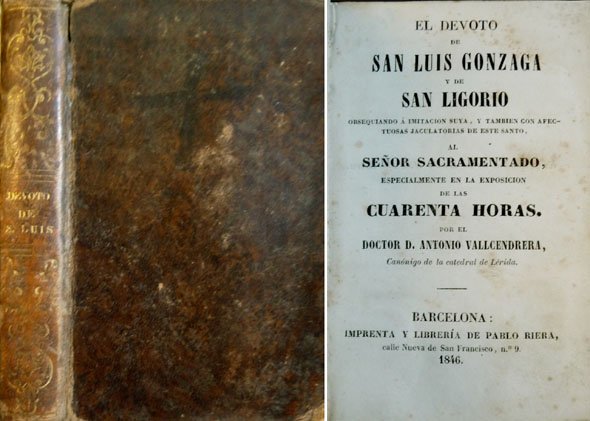 DEVOTO
DE
S. LUIS
EL DEVOTO
DE
SAN LUIS GONZAGA
Y DE
SAN LIGORIO
OBSEQUIANDO Á IMITACION SUYA, Y TAMBIEN CON AFEC-
TUOSAS JACULATORIAS DE ESTE SANTO,
AL
SEÑOR SACRAMENTADO,
ESPECIALMENTE EN LA EXPOSICION
DE LAS
CUARENTA HORAS.
POR EL
DOCTOR D. ANTONIO VALLCENDRERA,
Canónigo de la catedral de Lérida.
BARCELONA:
IMPRENTA Y LIBRERÍA DE PABLO RIERA,
calle Nueva de San Francisco, n.º 9.
1846.